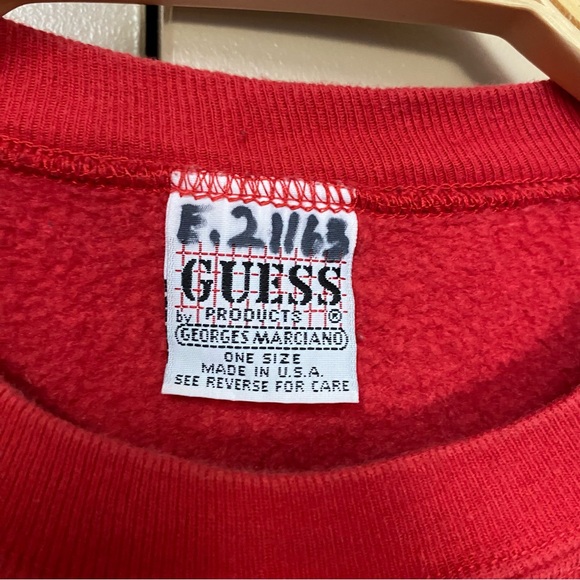 E.21163
GUESS
by PRODUCTS ®
GEORGES MARCIANO
ONE SIZE
MADE IN U.S.A.
SEE REVERSE FOR CARE